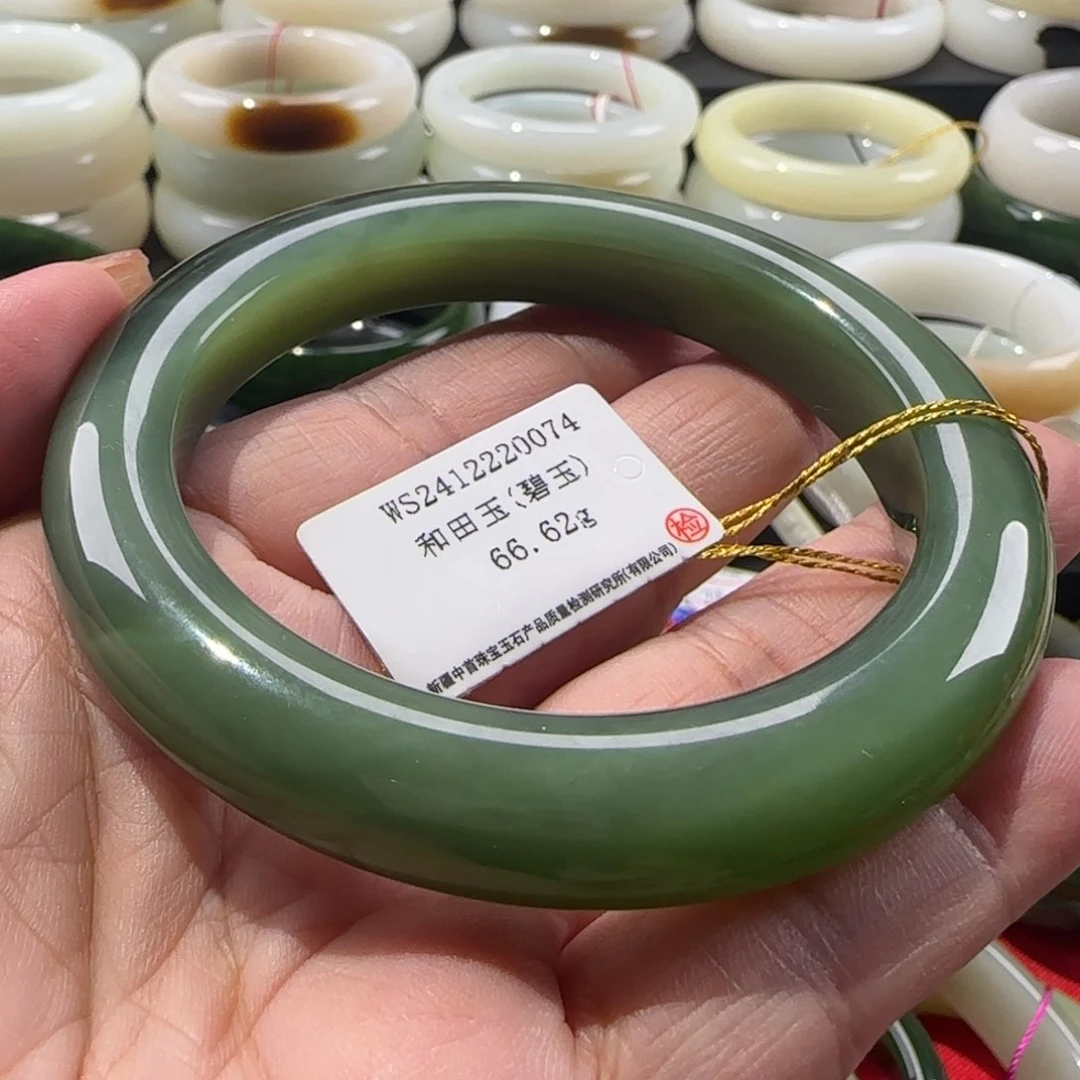 WS2412220074
和田玉(碧玉)
66.62g
检
新疆中首珠宝玉石产品质量检测研究所(有限公司)